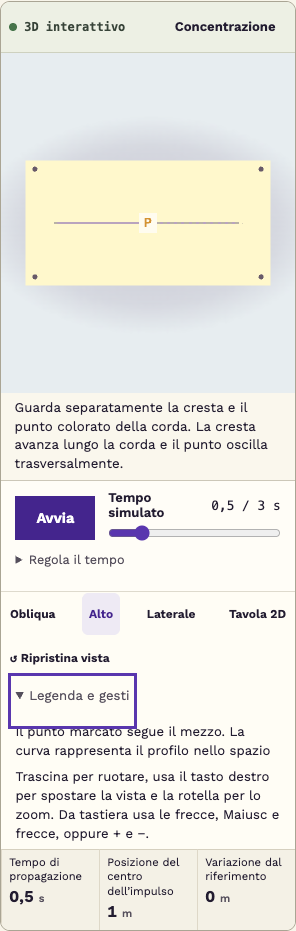 3D interattivo
Concentrazione
P
Guarda separatamente la cresta e il
punto colorato della corda. La cresta
avanza lungo la corda e il punto oscilla
trasversalmente.
Avvia
Tempo
simulato
0,5 / 3 s
▶ Regola il tempo
Obliqua
Alto
Laterale
Tavola 2D
↺ Ripristina vista
▼ Legenda e gesti
Il punto marcato segue il mezzo. La
curva rappresenta il profilo nello spazio
Trascina per ruotare, usa il tasto destro
per spostare la vista e la rotella per lo
zoom. Da tastiera usa le frecce, Maiusc e
frecce, oppure + e −.
Tempo di
propagazione
0,5 s
Posizione del
centro
dell’impulso
1 m
Variazione dal
riferimento
0 m